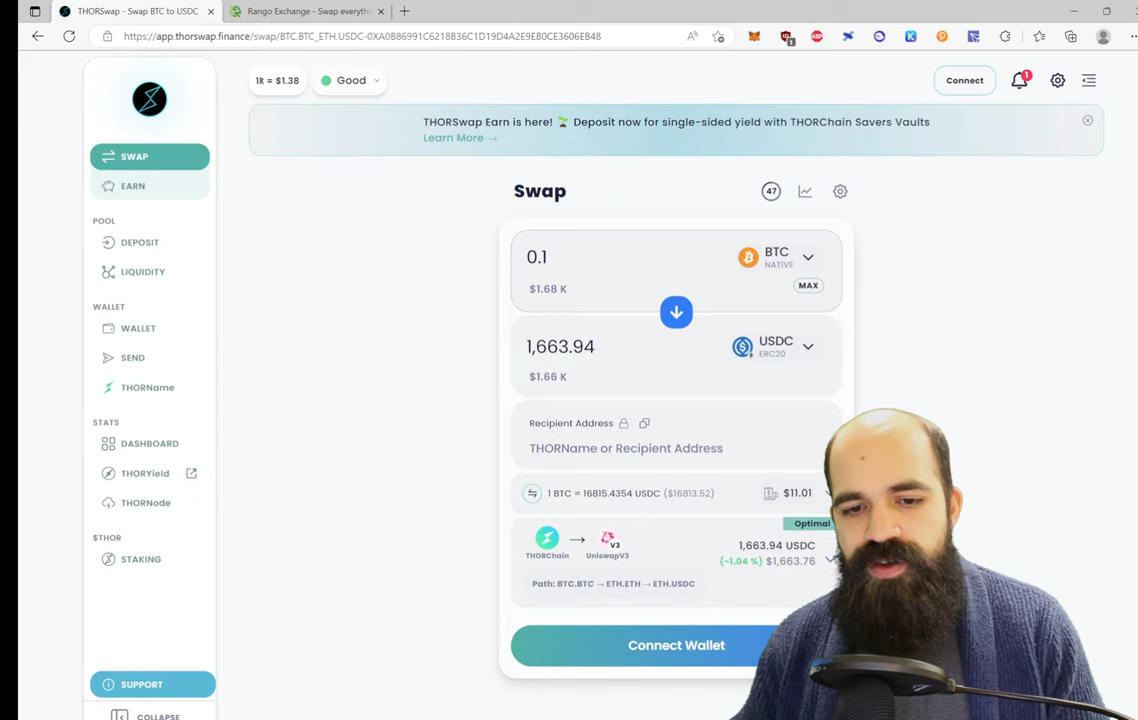 THORSwap - Swap BTC to USDC
Rango Exchange - Swap everythi
https://app.thorswap.finance/swap/BTC.BTC_ETH.USDC-0XA0B86991C6218B36C1D19D4A2E9EB0CE3606EB48
1
ABP
K
1R = $1.38
Good
Connect
1
THORSwap Earn is here! 🌱 Deposit now for single-sided yield with THORChain Savers Vaults
Learn More →
SWAP
EARN
POOL
DEPOSIT
LIQUIDITY
WALLET
WALLET
SEND
THORName
STATS
DASHBOARD
THORYield
THORNode
$THOR
STAKING
SUPPORT
COLLAPSE
Swap
47
0.1
BTC
NATIVE
$1.68 K
MAX
1,663.94
USDC
ERC20
$1.66 K
Recipient Address
THORName or Recipient Address
1 BTC = 16815.4354 USDC ($16813.52)
$11.01
Optimal
THORChain
→
V3
UniswapV3
1,663.94 USDC
(-1.04 %) $1,663.76
Path: BTC.BTC → ETH.ETH → ETH.USDC
Connect Wallet